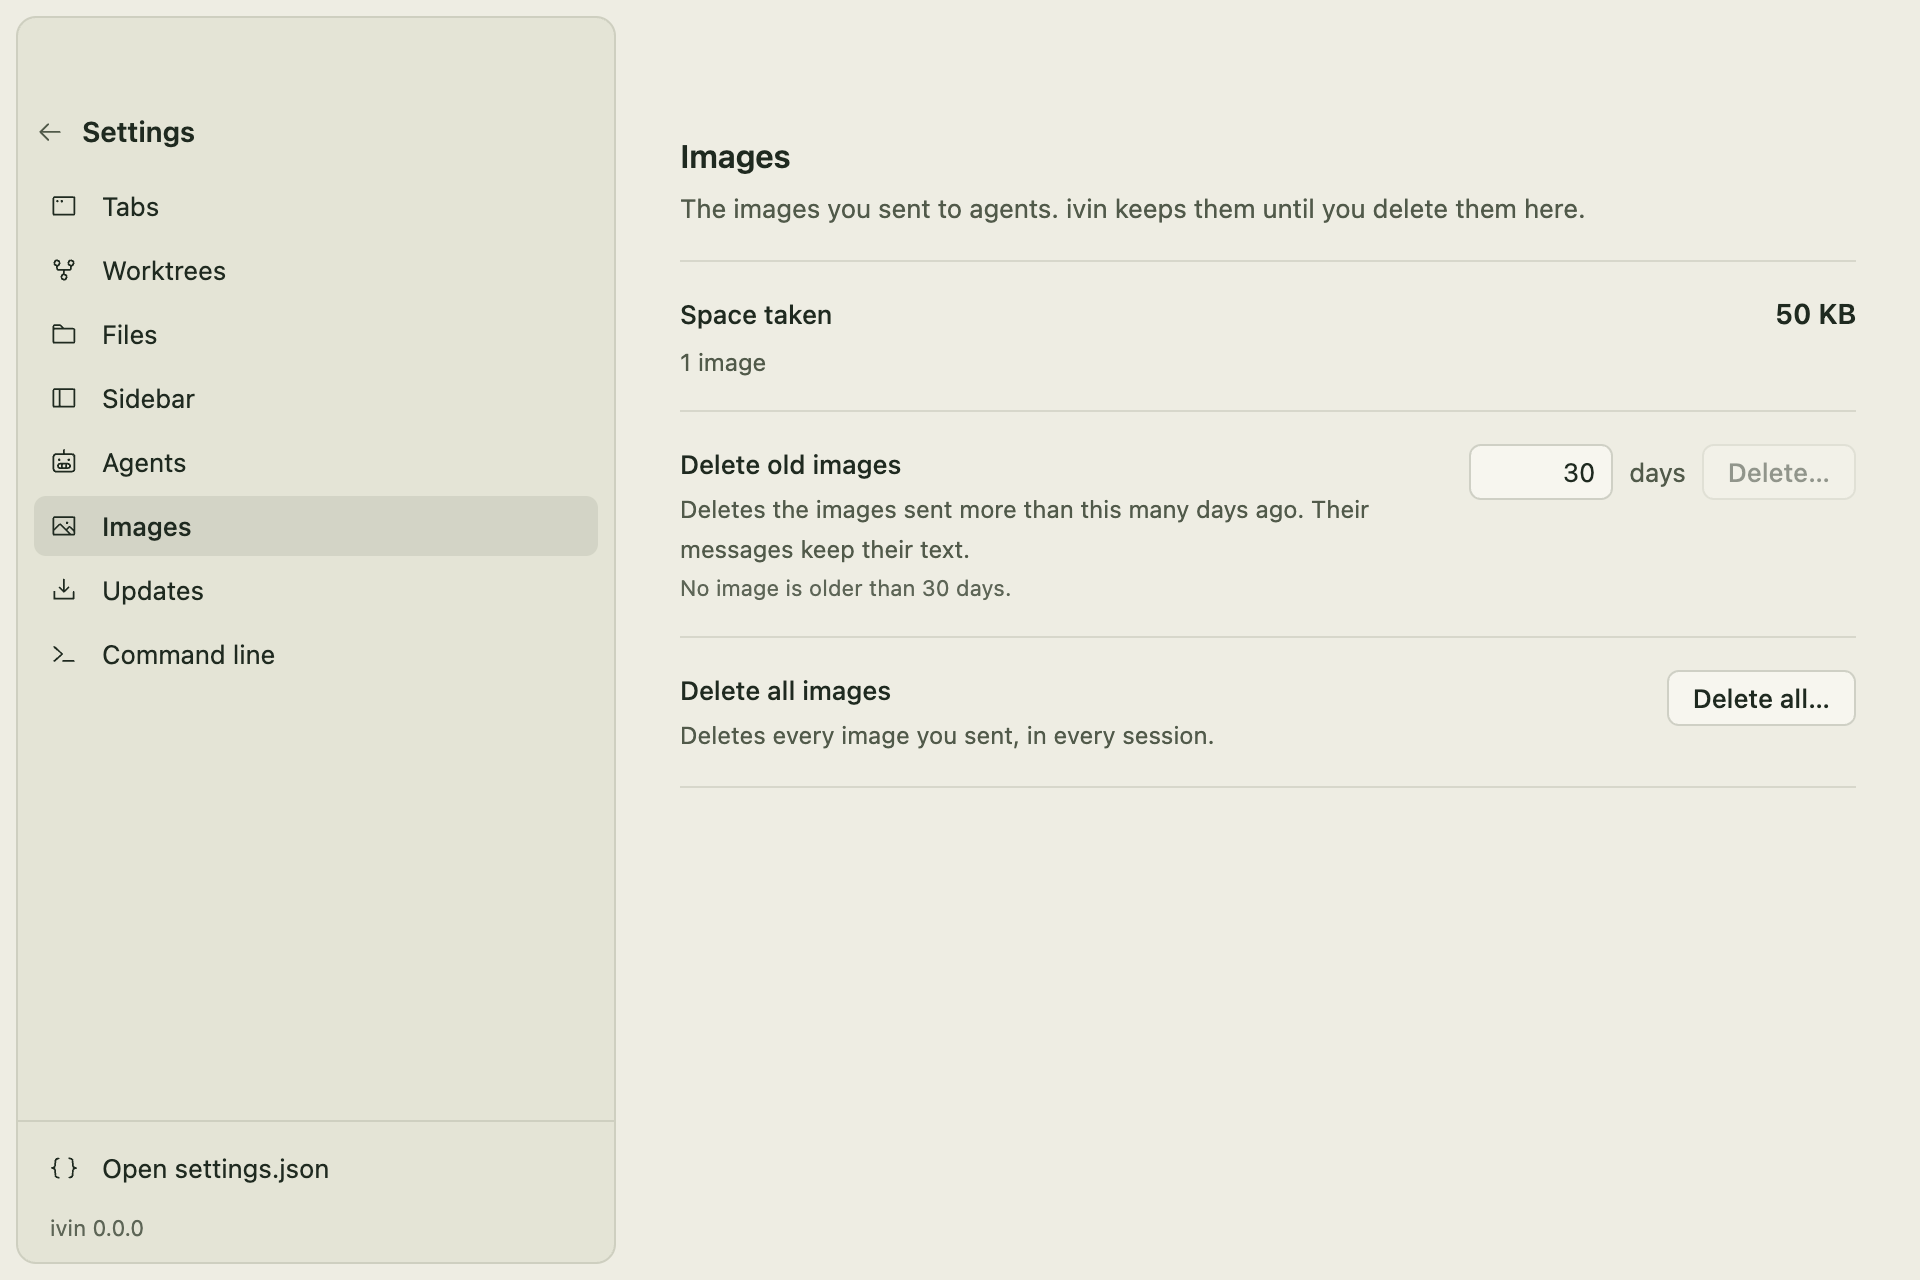 Settings
Tabs
Worktrees
Files
Sidebar
Agents
Images
Updates
Command line
Open settings.json
ivin 0.0.0
Images
The images you sent to agents. ivin keeps them until you delete them here.
Space taken
50 KB
1 image
Delete old images
30 days Delete...
Deletes the images sent more than this many days ago. Their
messages keep their text.
No image is older than 30 days.
Delete all images
Delete all...
Deletes every image you sent, in every session.